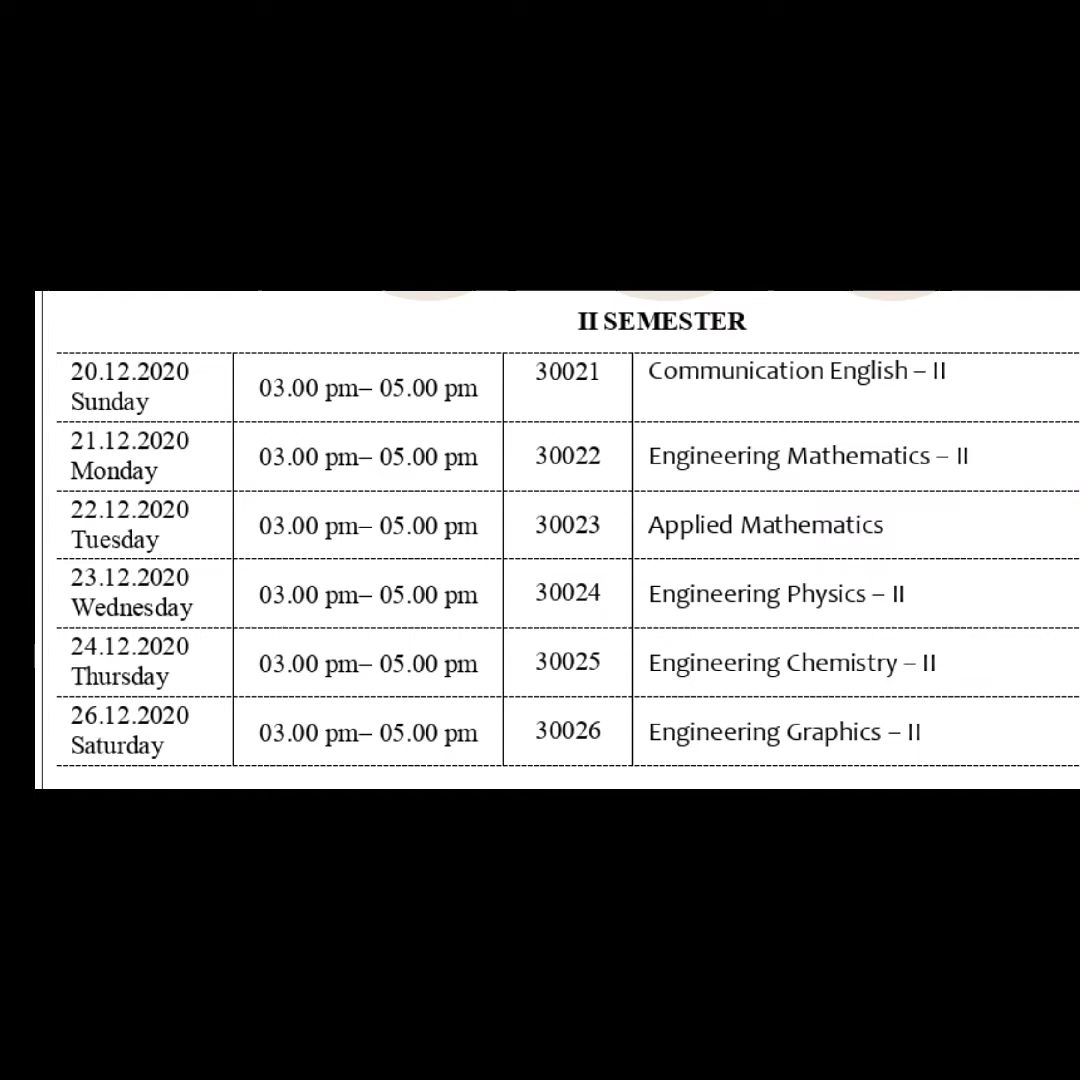 II SEMESTER
20.12.2020
Sunday
03.00 pm– 05.00 pm
30021
Communication English – II
21.12.2020
Monday
03.00 pm– 05.00 pm
30022
Engineering Mathematics – II
22.12.2020
Tuesday
03.00 pm– 05.00 pm
30023
Applied Mathematics
23.12.2020
Wednesday
03.00 pm– 05.00 pm
30024
Engineering Physics – II
24.12.2020
Thursday
03.00 pm– 05.00 pm
30025
Engineering Chemistry – II
26.12.2020
Saturday
03.00 pm– 05.00 pm
30026
Engineering Graphics – II